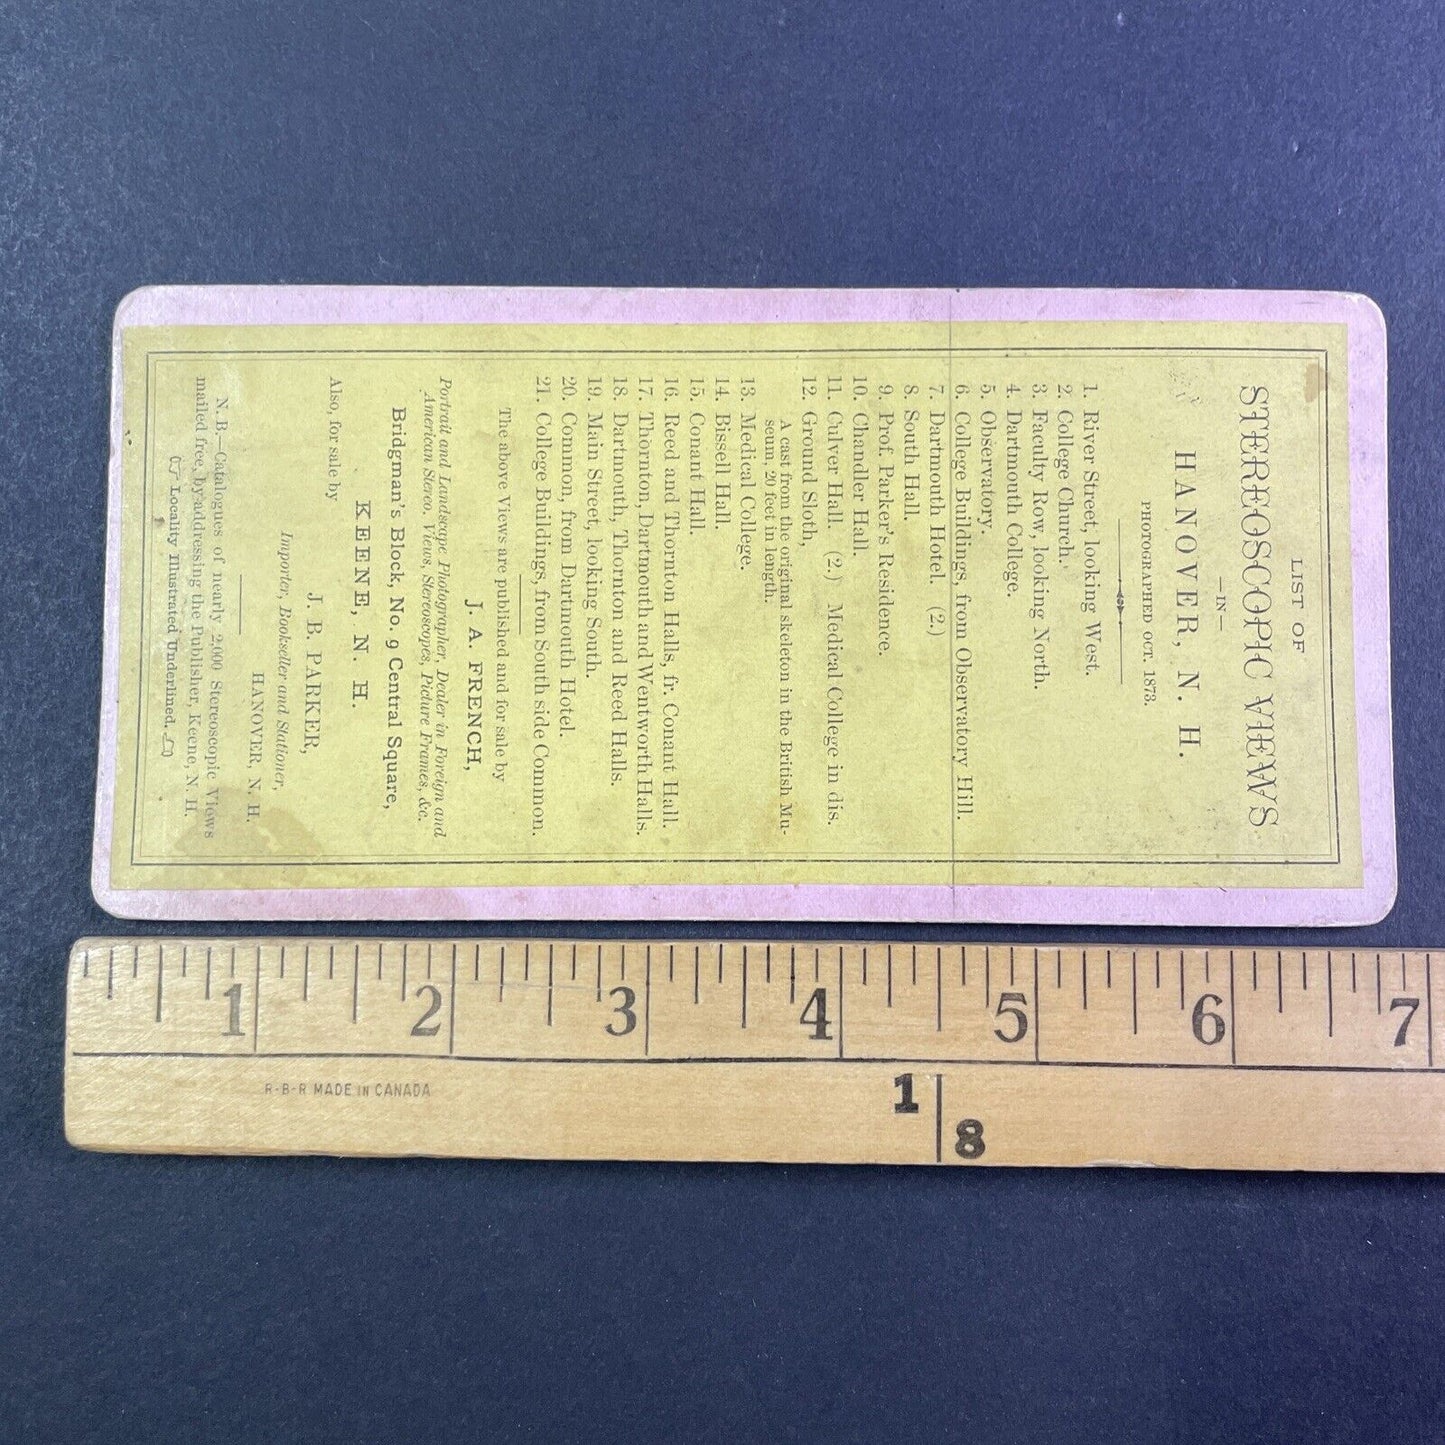 LIST OF
STEREOSCOPIC VIEWS
—IN—
HANOVER, N. H.
PHOTOGRAPHED OCT. 1873.
1. River Street, looking West.
2. College Church.
3. Faculty Row, looking North.
4. Dartmouth College.
5. Observatory.
6. College Buildings, from Observatory Hill.
7. Dartmouth Hotel. (2.)
8. South Hall.
9. Prof. Parker's Residence.
10. Chandler Hall.
11. Culver Hall. (2.) Medical College in dis.
12. Ground Sloth,
A cast from the original skeleton in the British Mu-
seum, 20 feet in length.
13. Medical College.
14. Bissell Hall.
15. Conant Hall.
16. Reed and Thornton Halls, fr. Conant Hall.
17. Thornton, Dartmouth and Wentworth Halls.
18. Dartmouth, Thornton and Reed Halls.
19. Main Street, looking South.
20. Common, from Dartmouth Hotel.
21. College Buildings, from South side Common.
The above Views are published and for sale by
J. A. FRENCH,
Portrait and Landscape Photographer, Dealer in Foreign and
American Stereo, Views, Stereoscopes, Picture Frames, &c.
Bridgman's Block, No. 9 Central Square,
KEENE, N. H.
Also, for sale by
J. B. PARKER,
Importer, Bookseller and Stationer,
HANOVER, N. H.
N. B.—Catalogues of nearly 2,000 Stereoscopic Views
mailed free, by addressing the Publisher, Keene, N. H.
☞ Locality Illustrated Underlined. ☜
1 2 3 4 5 6 7
R-B-R MADE IN CANADA
1
8